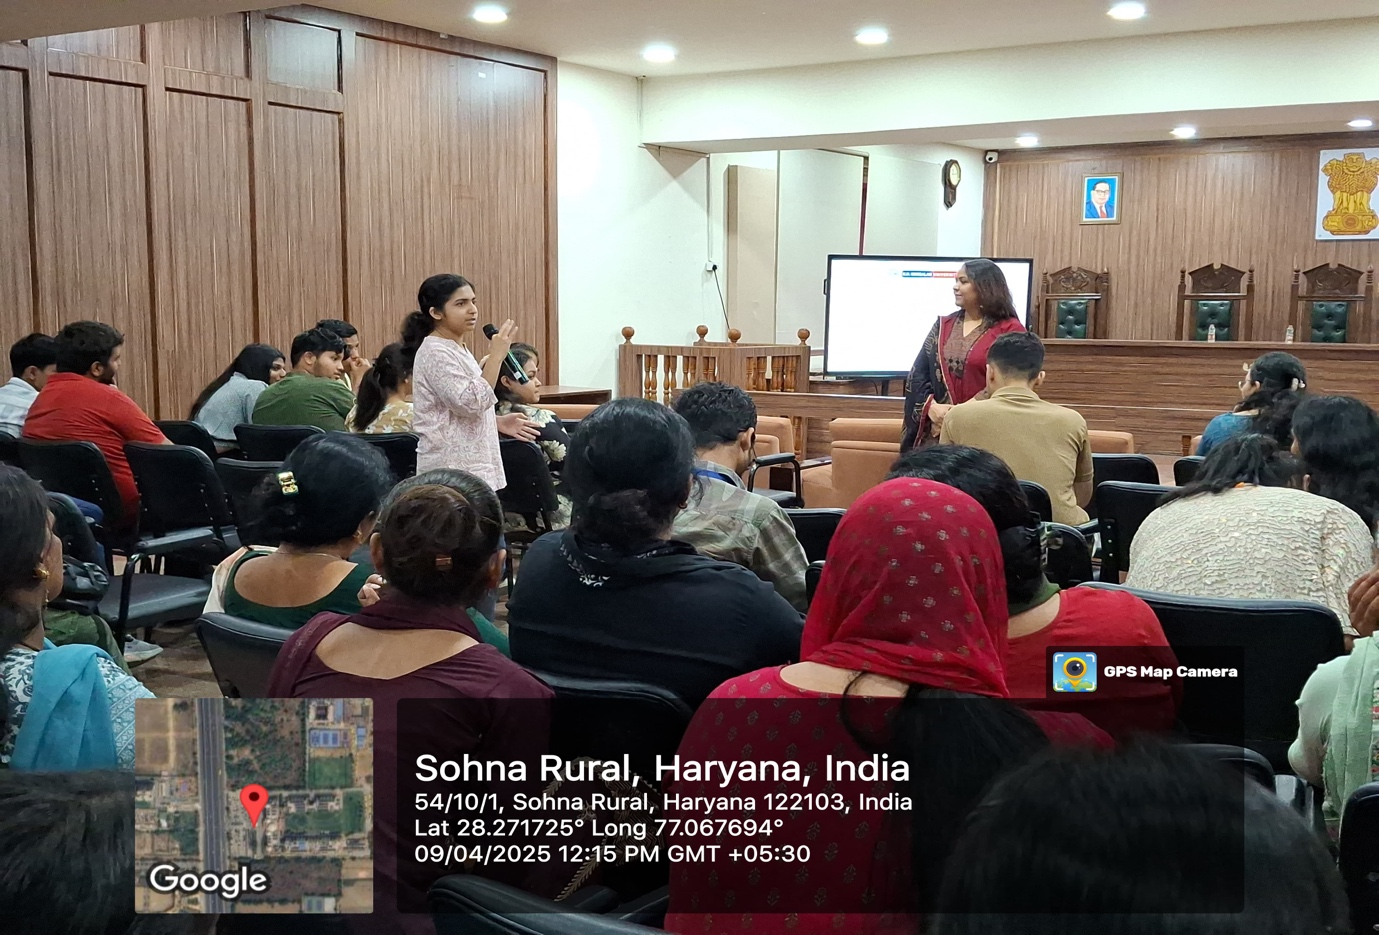 GPS Map Camera
Sohna Rural, Haryana, India
54/10/1, Sohna Rural, Haryana 122103, India
Lat 28.271725° Long 77.067694°
09/04/2025 12:15 PM GMT +05:30
Google